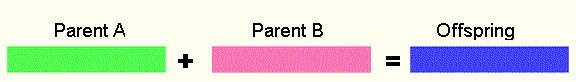 Parent A Parent B Offspring
+ =